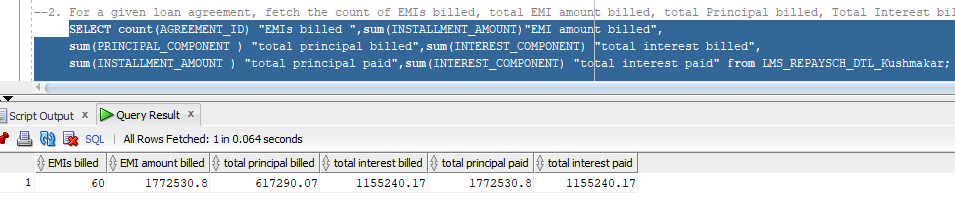 --2. For a given loan agreement, fetch the count of EMIs billed, total EMI amount billed, total Principal billed, Total Interest bil
SELECT count(AGREEMENT_ID) "EMIs billed ",sum(INSTALLMENT_AMOUNT)"EMI amount billed",
sum(PRINCIPAL_COMPONENT ) "total principal billed",sum(INTEREST_COMPONENT) "total interest billed",
sum(INSTALLMENT_AMOUNT ) "total principal paid",sum(INTEREST_COMPONENT) "total interest paid" from LMS_REPAYSCH_DTL_Kushmakar;
Script Output x Query Result x
SQL | All Rows Fetched: 1 in 0.064 seconds
EMIs billed EMI amount billed total principal billed total interest billed total principal paid total interest paid
1 60 1772530.8 617290.07 1155240.17 1772530.8 1155240.17